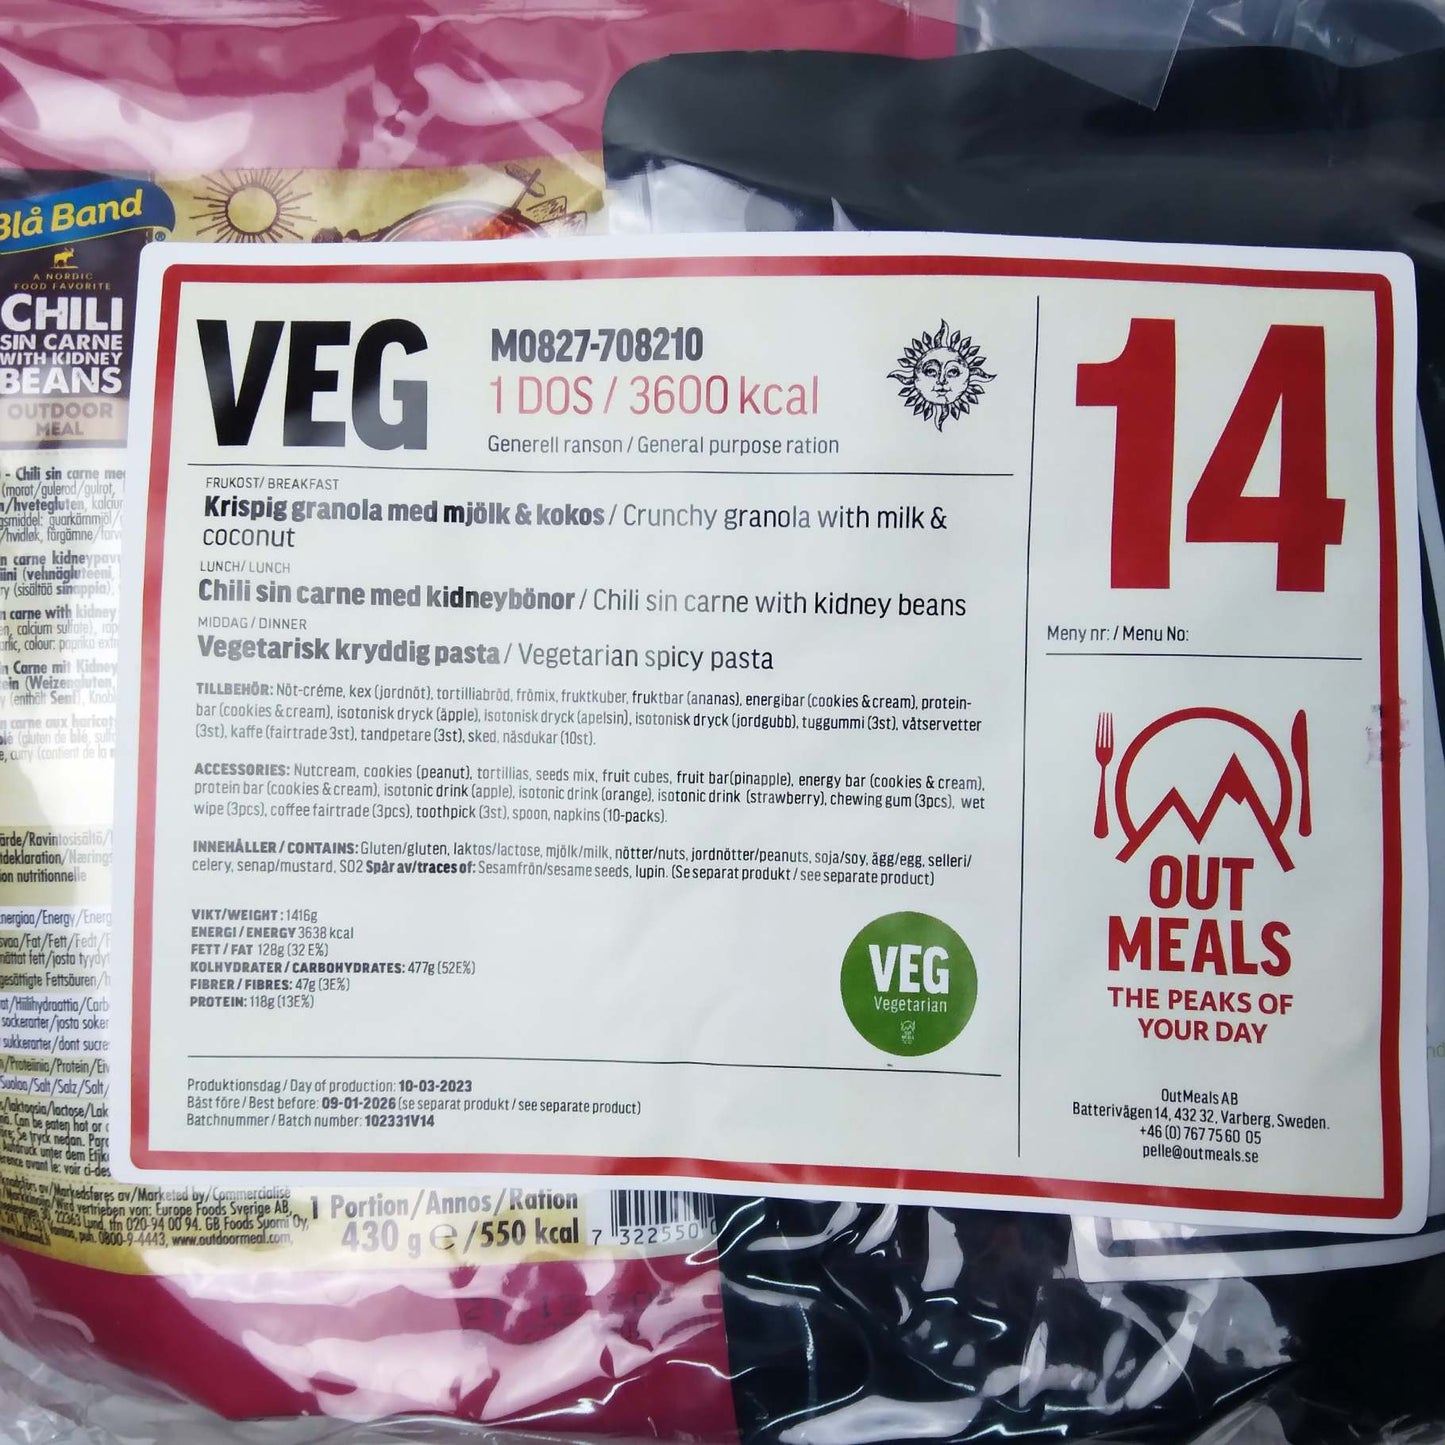 Blå Band
A NORDIC
FOOD FAVORITE
CHILI
SIN CARNE
WITH KIDNEY
BEANS
OUTDOOR
MEAL
VEG
M0827-708210
1 DOS / 3600 kcal
Generell ranson / General purpose ration
FRUKOST/ BREAKFAST
Krispig granola med mjölk & kokos / Crunchy granola with milk &
coconut
LUNCH/ LUNCH
Chili sin carne med kidneybönor / Chili sin carne with kidney beans
MIDDAG / DINNER
Vegetarisk kryddig pasta / Vegetarian spicy pasta
TILLBEHÖR: Nöt-créme, kex (jordnöt), tortilliabröd, frömix, fruktkuber, fruktbar (ananas), energibar (cookies & cream), protein-
bar (cookies & cream), isotonisk dryck (äpple), isotonisk dryck (apelsin), isotonisk dryck (jordgubb), tuggummi (3st), våtservetter
(3st), kaffe (fairtrade 3st), tandpetare (3st), sked, näsdukar (10st).
ACCESSORIES: Nutcream, cookies (peanut), tortillias, seeds mix, fruit cubes, fruit bar(pinapple), energy bar (cookies & cream),
protein bar (cookies & cream), isotonic drink (apple), isotonic drink (orange), isotonic drink (strawberry), chewing gum (3pcs), wet
wipe (3pcs), coffee fairtrade (3pcs), toothpick (3st), spoon, napkins (10-packs).
INNEHÅLLER / CONTAINS: Gluten/gluten, laktos/lactose, mjölk/milk, nötter/nuts, jordnötter/peanuts, soja/soy, ägg/egg, selleri/
celery, senap/mustard, SO2 Spår av/traces of: Sesamfrön/sesame seeds, lupin. (Se separat produkt / see separate product)
VIKT/WEIGHT : 1416g
ENERGI / ENERGY 3638 kcal
FETT / FAT 128g (32 E%)
KOLHYDRATER / CARBOHYDRATES: 477g (52E%)
FIBRER / FIBRES: 47g (3E%)
PROTEIN: 118g (13E%)
VEG
Vegetarian
Produktionsdag / Day of production: 10-03-2023
Bäst före / Best before: 09-01-2026 (se separat produkt / see separate product)
Batchnummer / Batch number: 102331V14
14
Meny nr: / Menu No:
OUT
MEALS
THE PEAKS OF
YOUR DAY
OutMeals AB
Batterivägen 14, 432 32, Varberg, Sweden.
+46 (0) 767 75 60 05
pelle@outmeals.se
1 Portion / Annos / Ration
430 g e / 550 kcal
7 322550